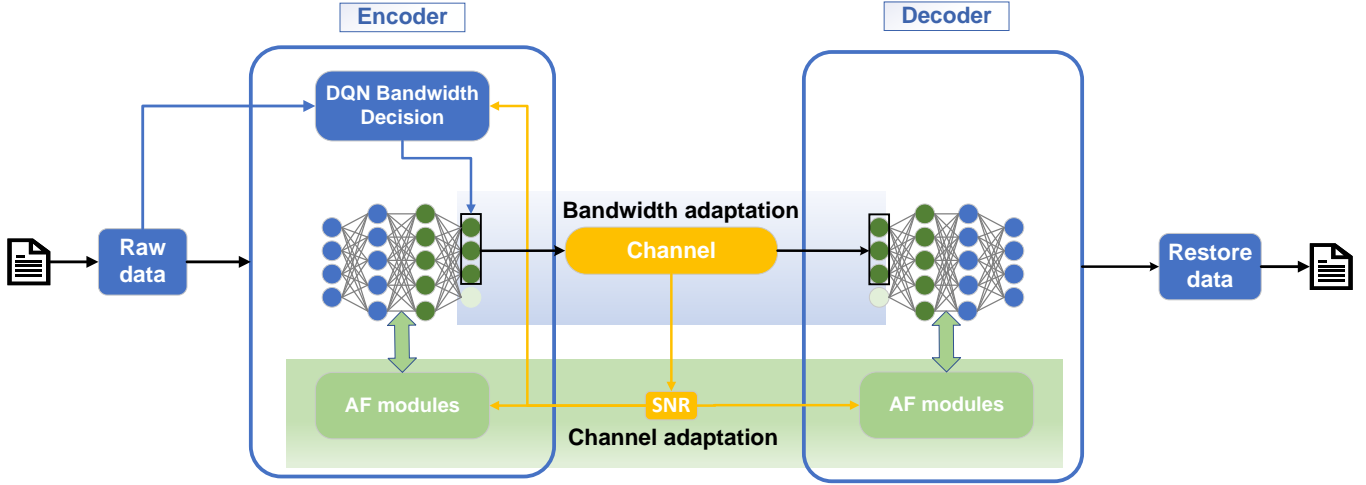 Encoder
Decoder
DQN Bandwidth
Decision
Bandwidth adaptation
Raw
data
Channel
Restore
data
AF modules
SNR
AF modules
Channel adaptation